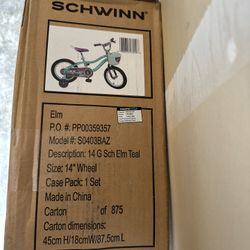 SCHWINN
Elm
P.O #: PP00359357
Model #: S0403BAZ
Description: 14 G Sch Elm Teal
Size: 14" Wheel
Case Pack: 1 Set
Made in China
Carton of 875
Carton dimensions:
45cm H/18cmW/87.5cm L